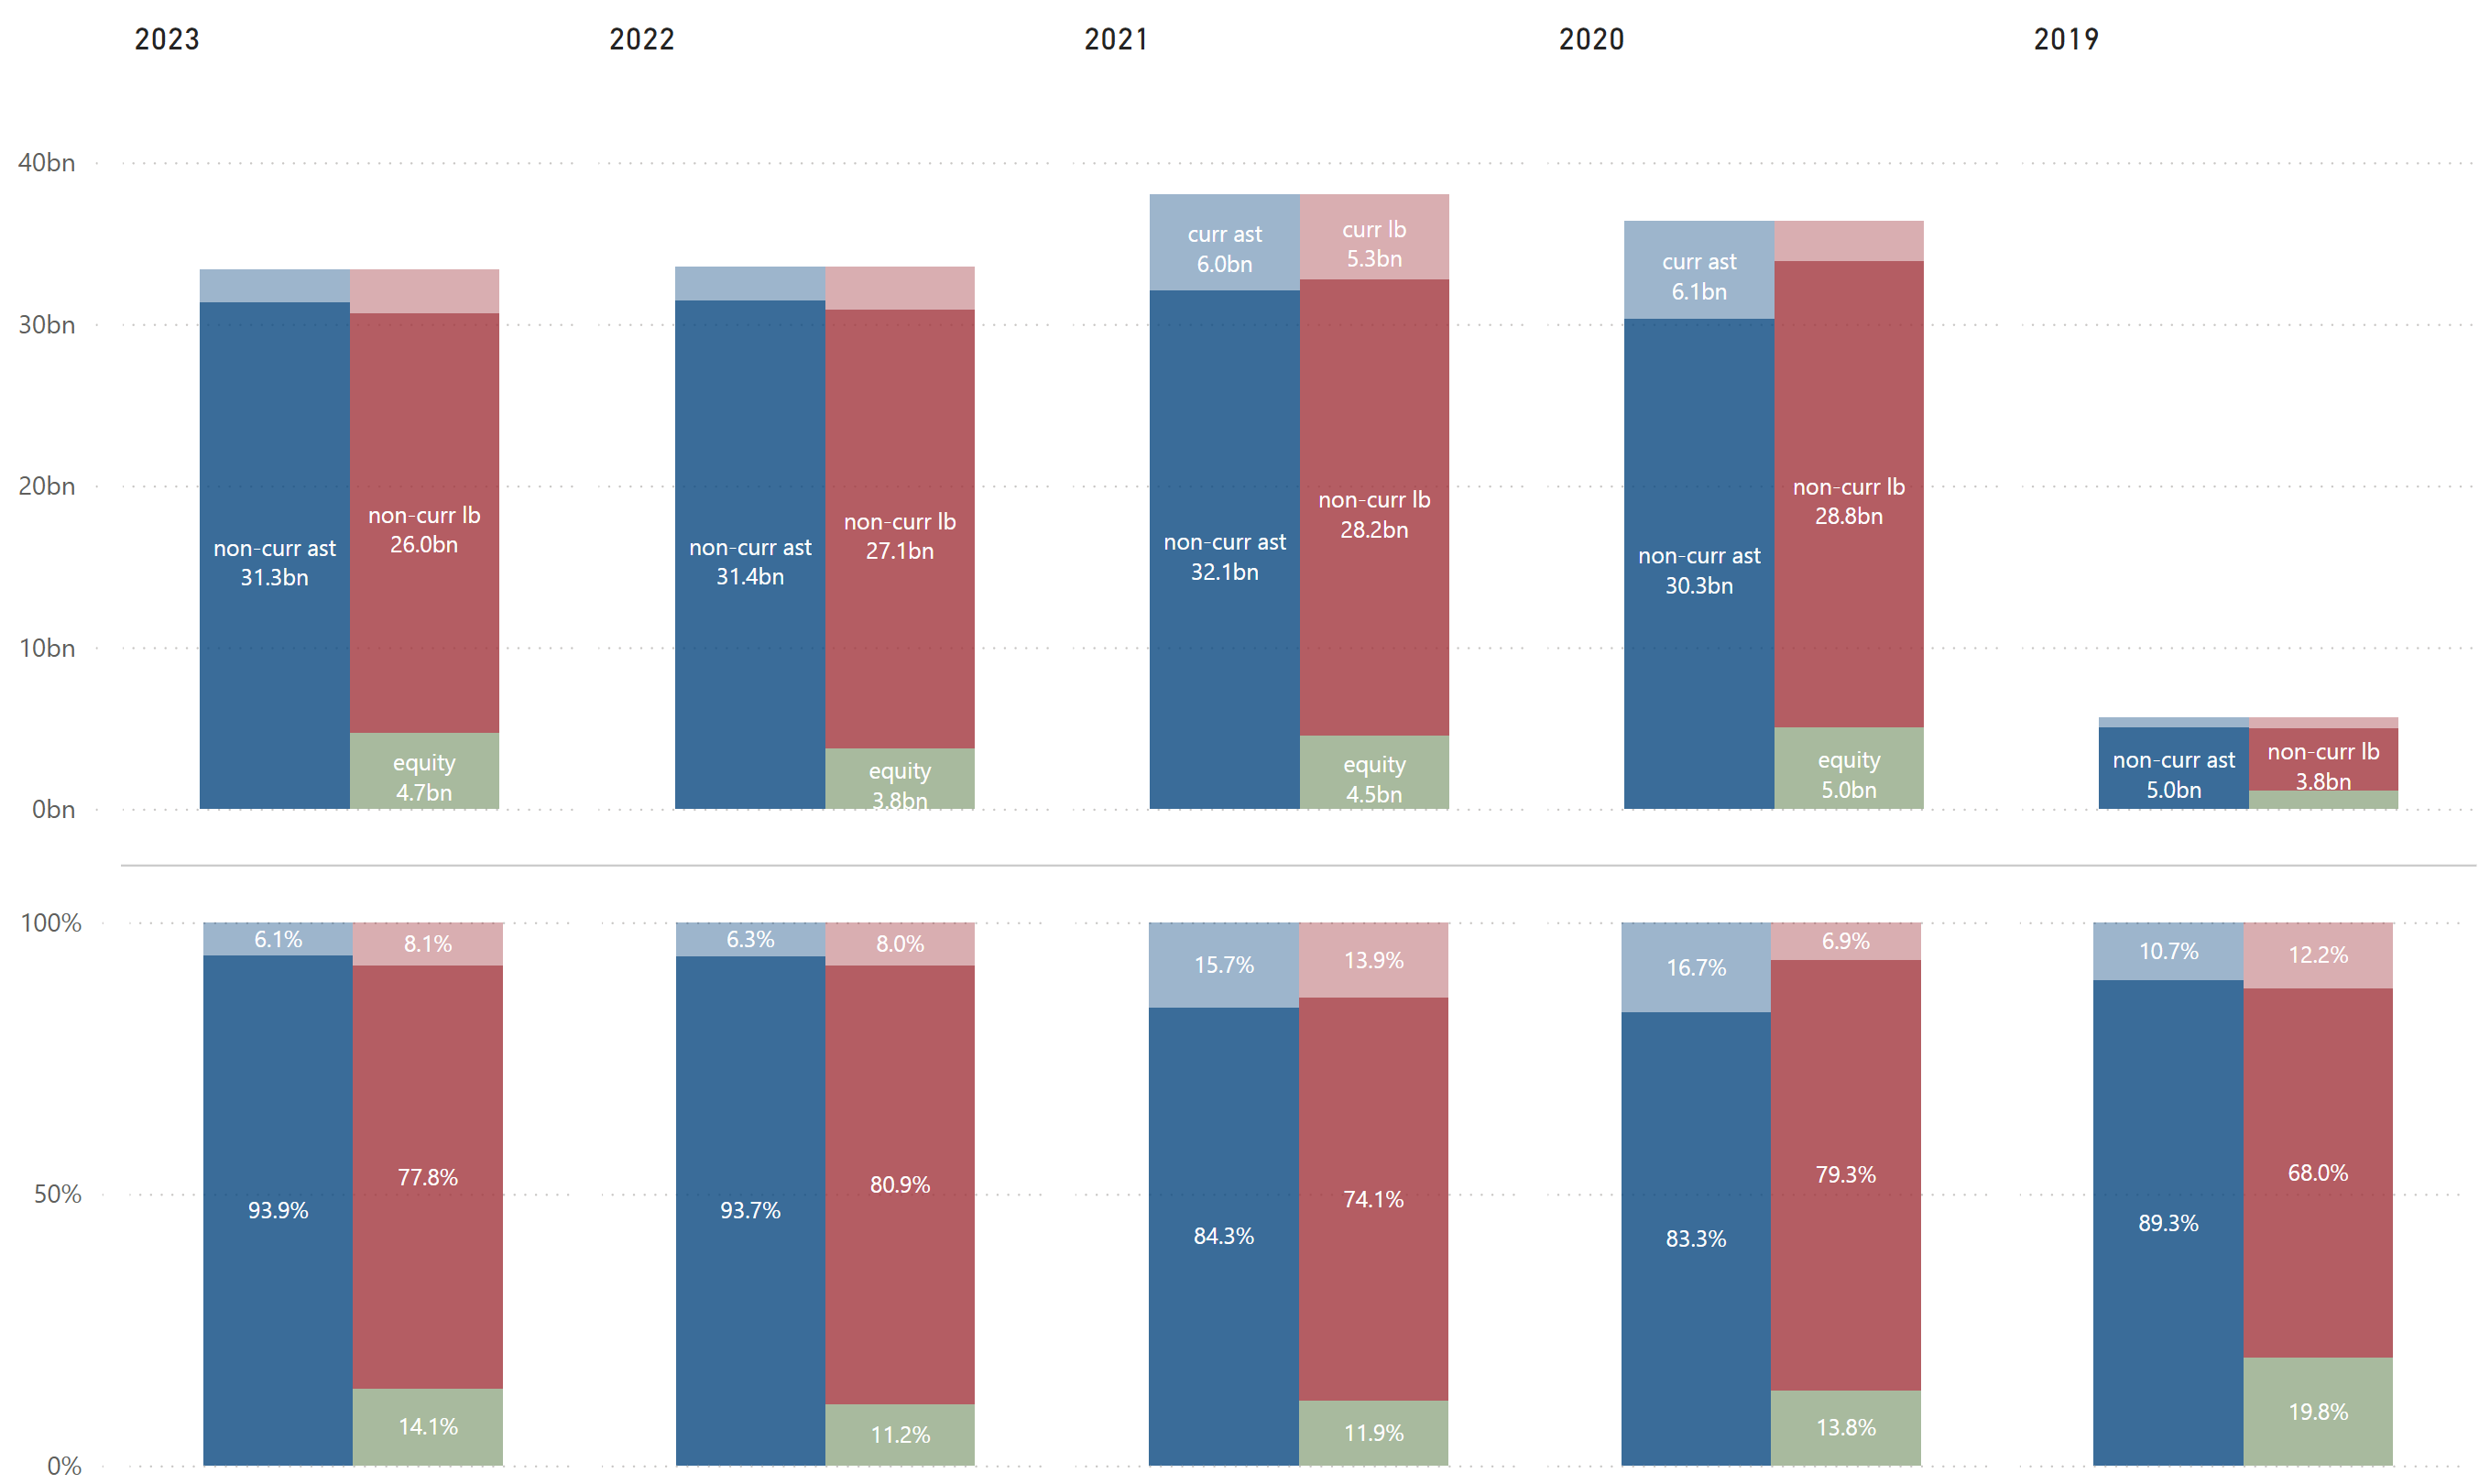 2023
2022
2021
2020
2019
40bn
30bn
20bn
10bn
0bn
non-curr ast
31.3bn
non-curr lb
26.0bn
equity
4.7bn
non-curr ast
31.4bn
non-curr lb
27.1bn
equity
3.8bn
curr ast
6.0bn
non-curr ast
32.1bn
curr lb
5.3bn
non-curr lb
28.2bn
equity
4.5bn
curr ast
6.1bn
non-curr ast
30.3bn
non-curr lb
28.8bn
equity
5.0bn
non-curr ast
5.0bn
non-curr lb
3.8bn
100%
50%
0%
6.1%
93.9%
8.1%
77.8%
14.1%
6.3%
93.7%
8.0%
80.9%
11.2%
15.7%
84.3%
13.9%
74.1%
11.9%
16.7%
83.3%
6.9%
79.3%
13.8%
10.7%
89.3%
12.2%
68.0%
19.8%